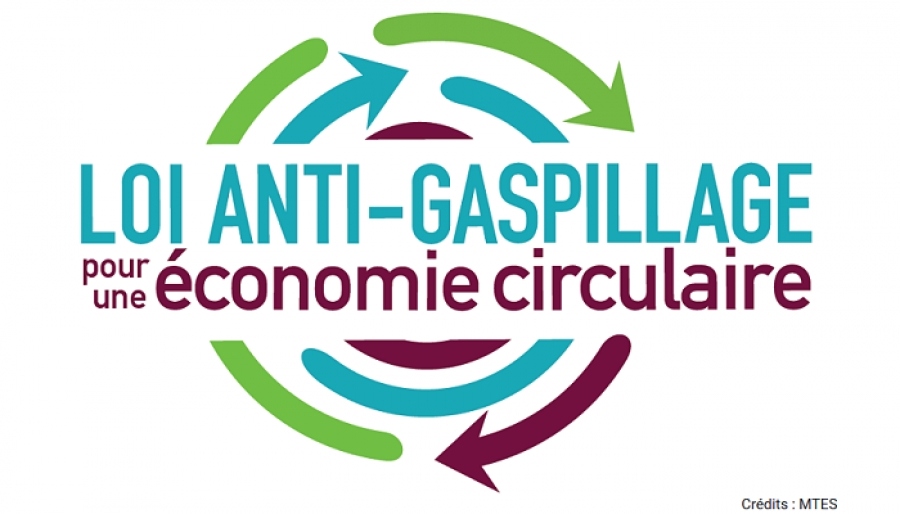 LOI ANTI-GASPILLAGE
pour une économie circulaire
Crédits : MTES